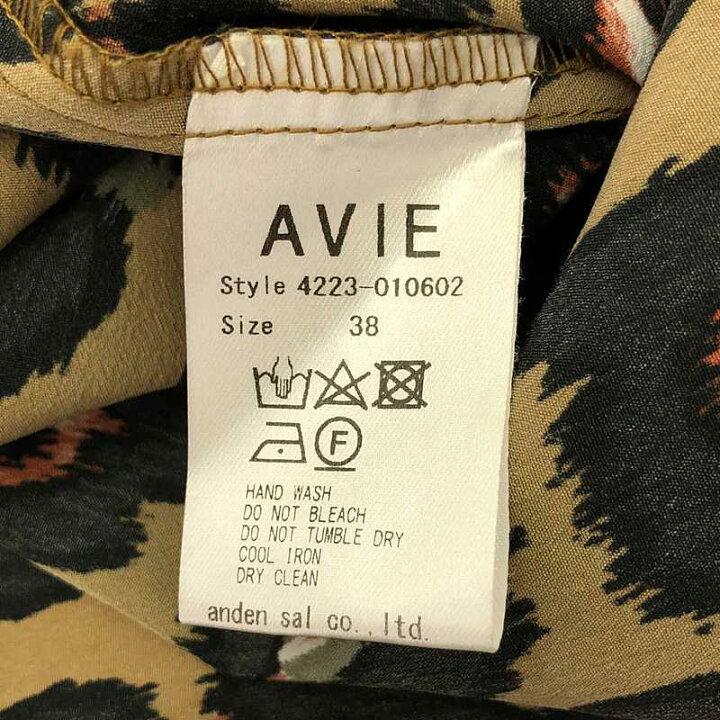 AVIE
Style 4223-010602
Size 38
F
HAND WASH
DO NOT BLEACH
DO NOT TUMBLE DRY
COOL IRON
DRY CLEAN
anden sal co.,ltd.